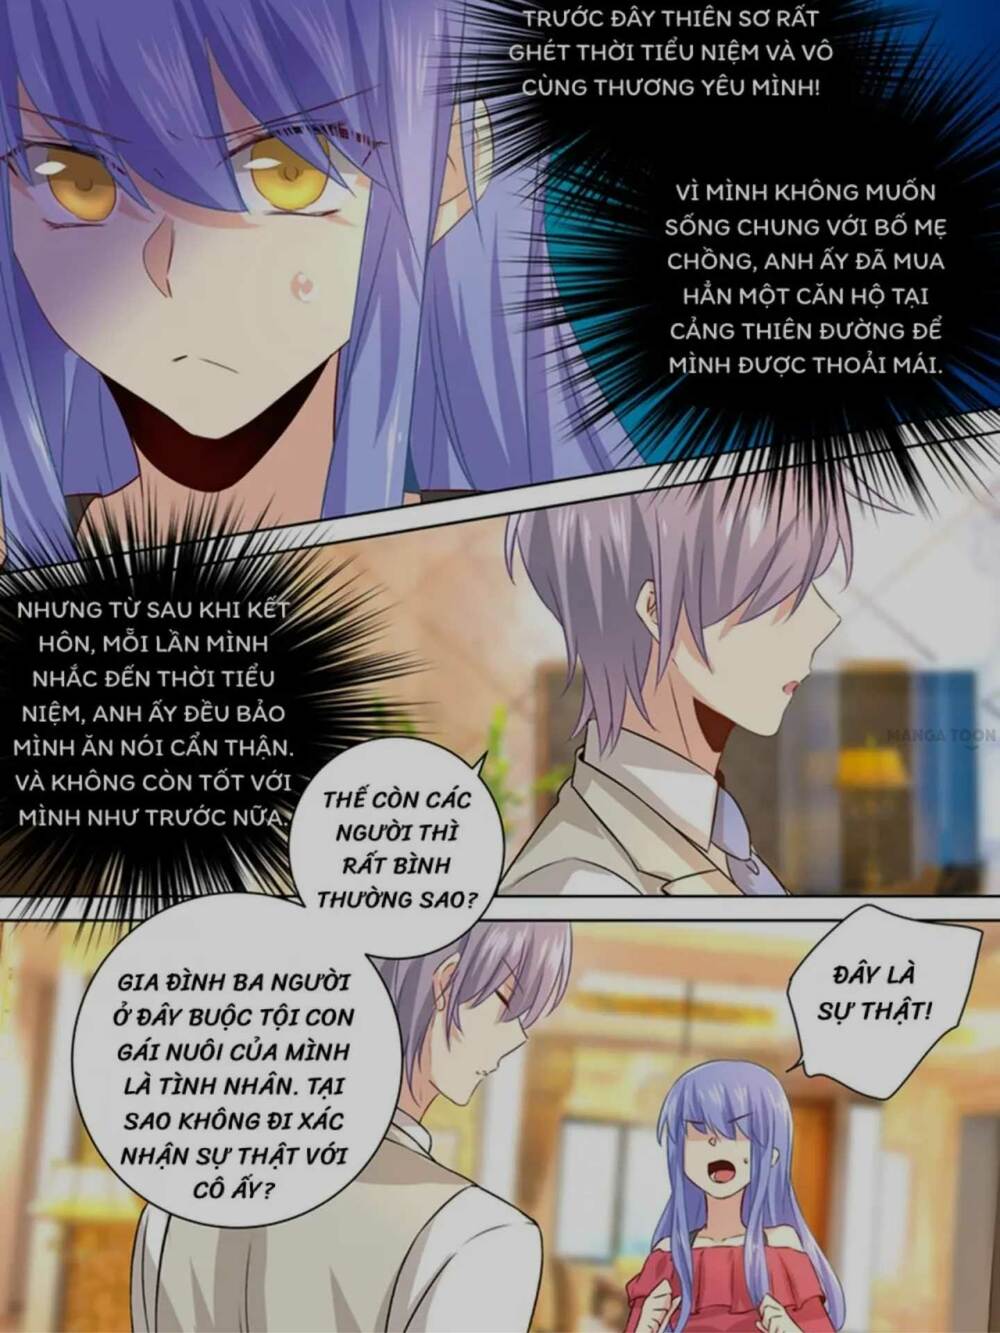 TRƯỚC ĐÂY THIÊN SƠ RẤT
GHÉT THỜI TIỂU NIỆM VÀ VÔ
CÙNG THƯƠNG YÊU MÌNH!
VÌ MÌNH KHÔNG MUỐN
SỐNG CHUNG VỚI BỐ MẸ
CHỒNG, ANH ẤY ĐÃ MUA
HẲN MỘT CĂN HỘ TẠI
CẢNG THIÊN ĐƯỜNG ĐỂ
MÌNH ĐƯỢC THOẢI MÁI.
NHƯNG TỪ SAU KHI KẾT
HÔN, MỖI LẦN MÌNH
NHẮC ĐẾN THỜI TIỂU
NIỆM, ANH ẤY ĐỀU BẢO
MÌNH ĂN NÓI CẨN THẬN.
VÀ KHÔNG CÒN TỐT VỚI
MÌNH NHƯ TRƯỚC NỮA.
MANGA TOON
THẾ CÒN CÁC
NGƯỜI THÌ
RẤT BÌNH
THƯỜNG SAO?
GIA ĐÌNH BA NGƯỜI
Ở ĐÂY BUỘC TỘI CON
GÁI NUÔI CỦA MÌNH
LÀ TÌNH NHÂN. TẠI
SAO KHÔNG ĐI XÁC
NHẬN SỰ THẬT VỚI
CÔ ẤY?
ĐÂY LÀ
SỰ THẬT!